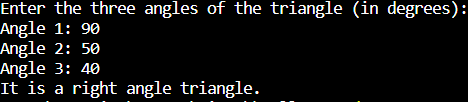 Enter the three angles of the triangle (in degrees):
Angle 1: 90
Angle 2: 50
Angle 3: 40
It is a right angle triangle.